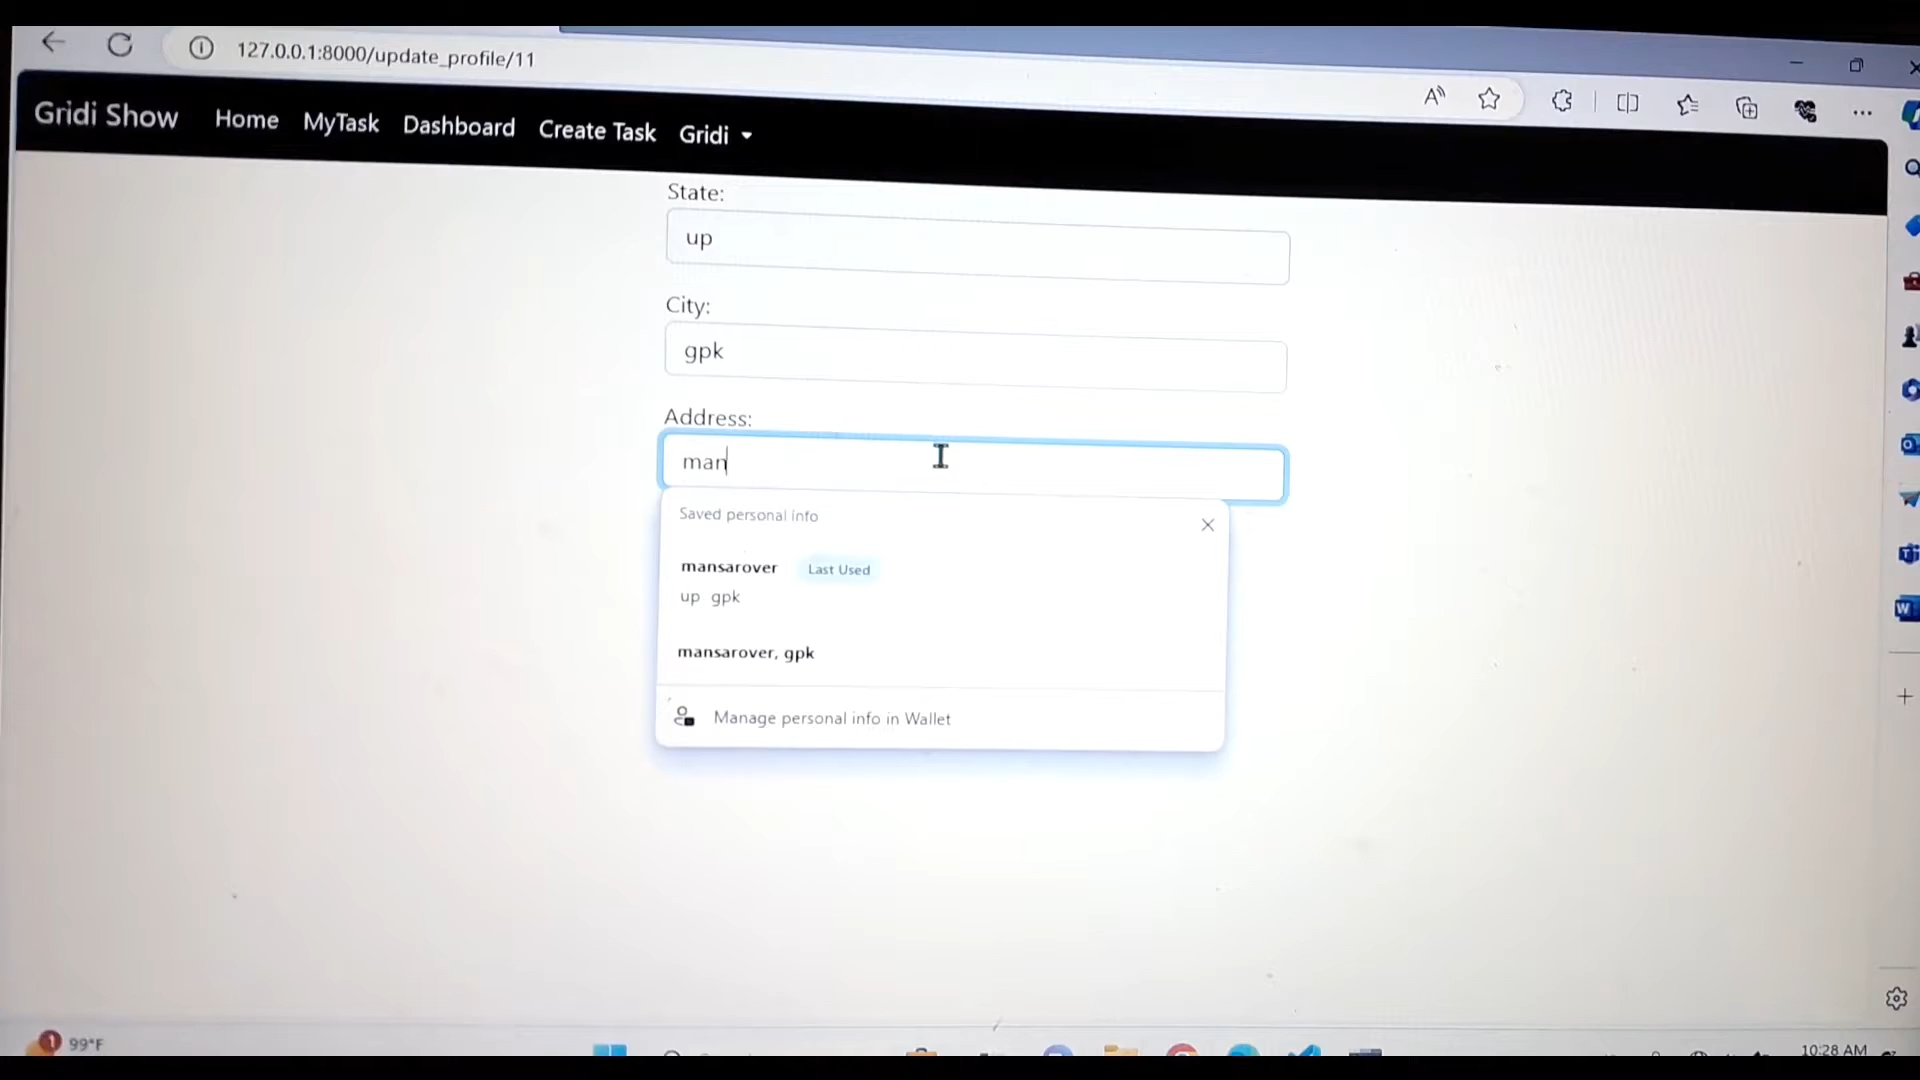 127.0.0.1:8000/update_profile/11
Gridi Show Home MyTask Dashboard Create Task Gridi
State:
up
City:
gpk
Address:
man
Saved personal info
mansarover Last Used
up gpk
mansarover, gpk
Manage personal info in Wallet
1 99°F
10:28 AM